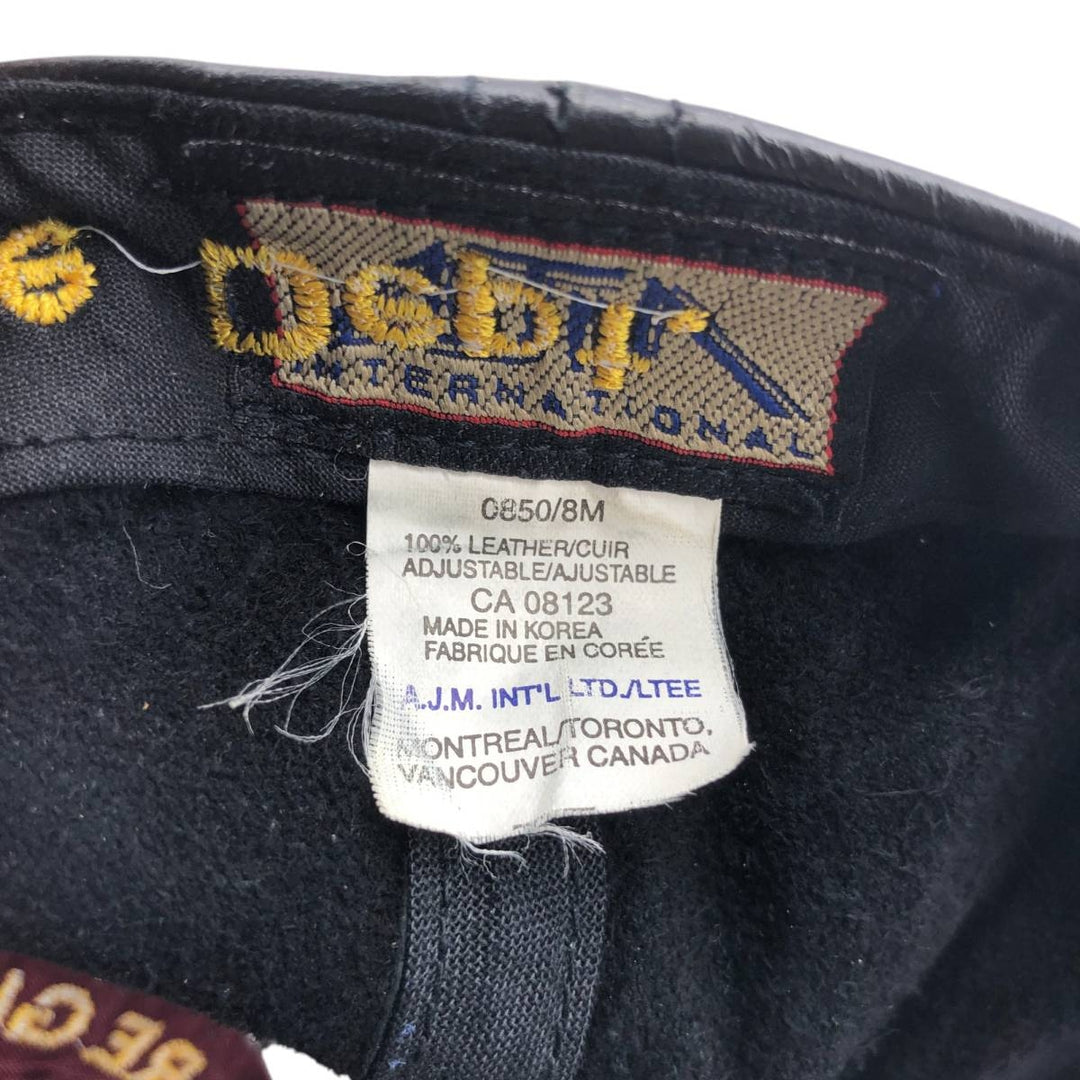 INTERNATIONAL
0850/8M
100% LEATHER/CUIR
ADJUSTABLE/AJUSTABLE
CA 08123
MADE IN KOREA
FABRIQUE EN CORÉE
A.J.M. INT'L LTD./LTEE
MONTREAL/TORONTO,
VANCOUVER CANADA